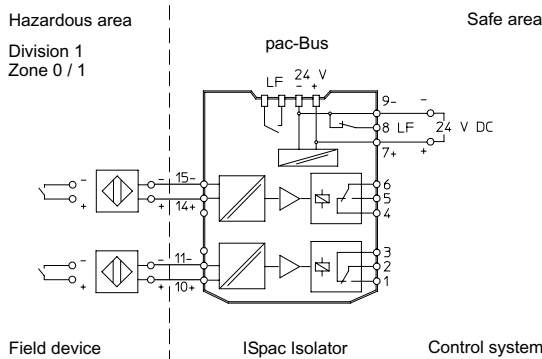 Hazardous area
Safe area
Division 1
Zone 0 / 1
pac-Bus
LF 24 V
- +
9- -
8 LF 24 V DC
7+ +
- - 15- 6
+ + 14+ 5
4
- - 11- 3
+ + 10+ 2
1
Field device ISpac Isolator Control system